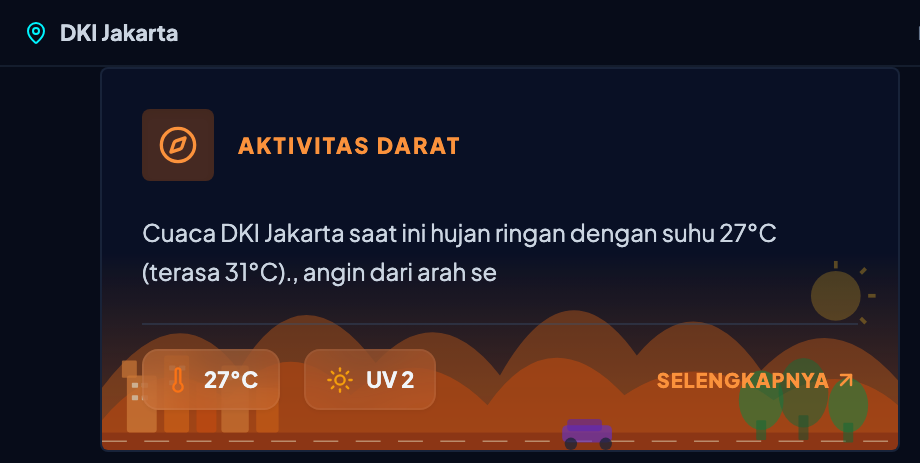 DKI Jakarta
AKTIVITAS DARAT
Cuaca DKI Jakarta saat ini hujan ringan dengan suhu 27°C
(terasa 31°C)., angin dari arah se
27°C
UV 2
SELENGKAPNYA